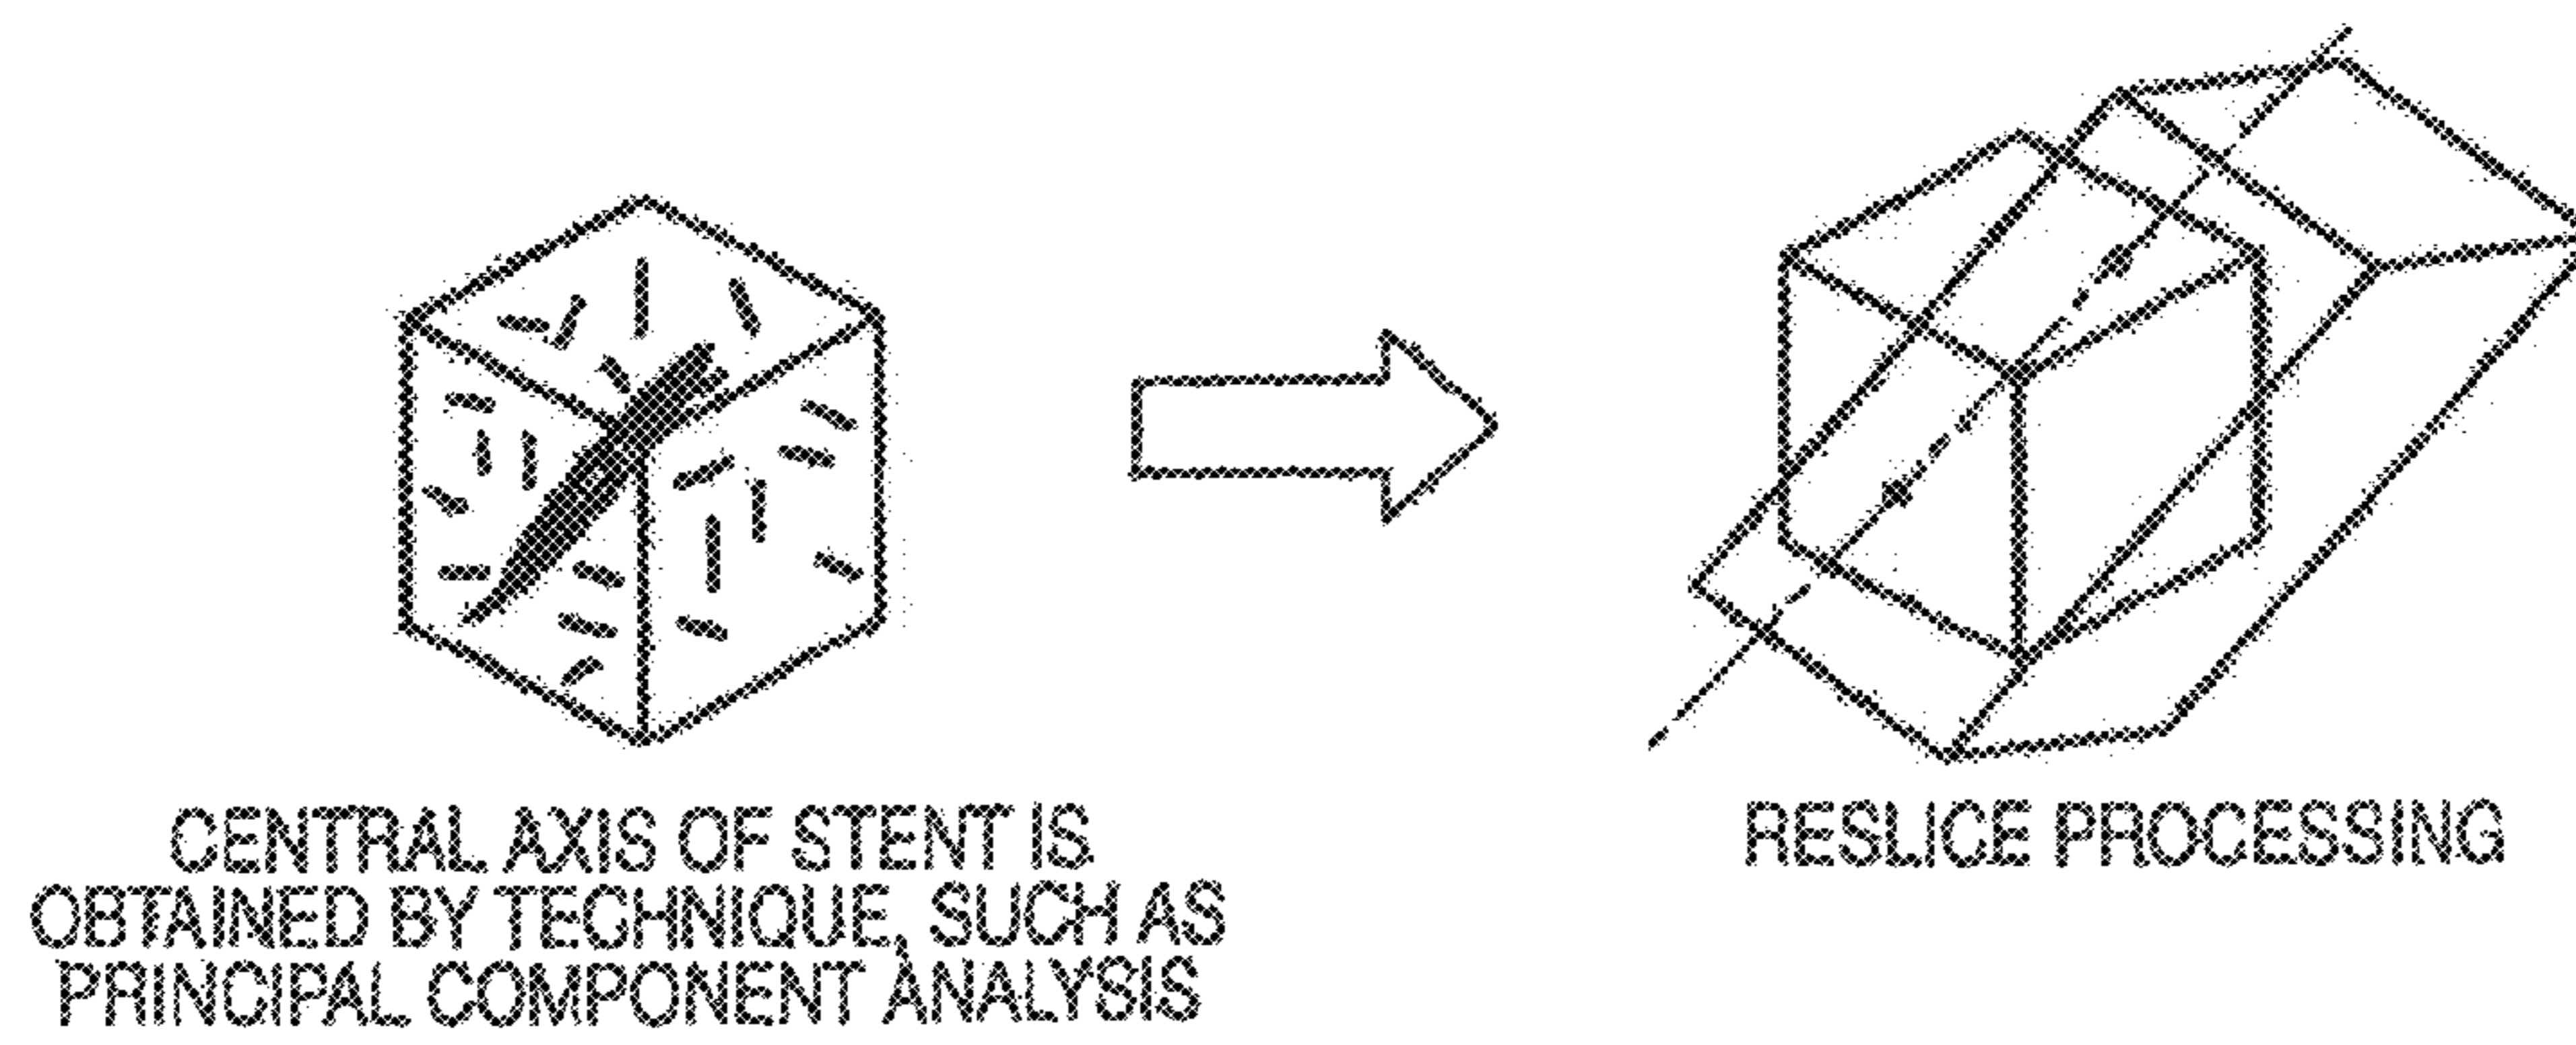 CENTRAL AXIS OF STENT IS
OBTAINED BY TECHNIQUE, SUCH AS
PRINCIPAL COMPONENT ANALYSIS
RESLICE PROCESSING